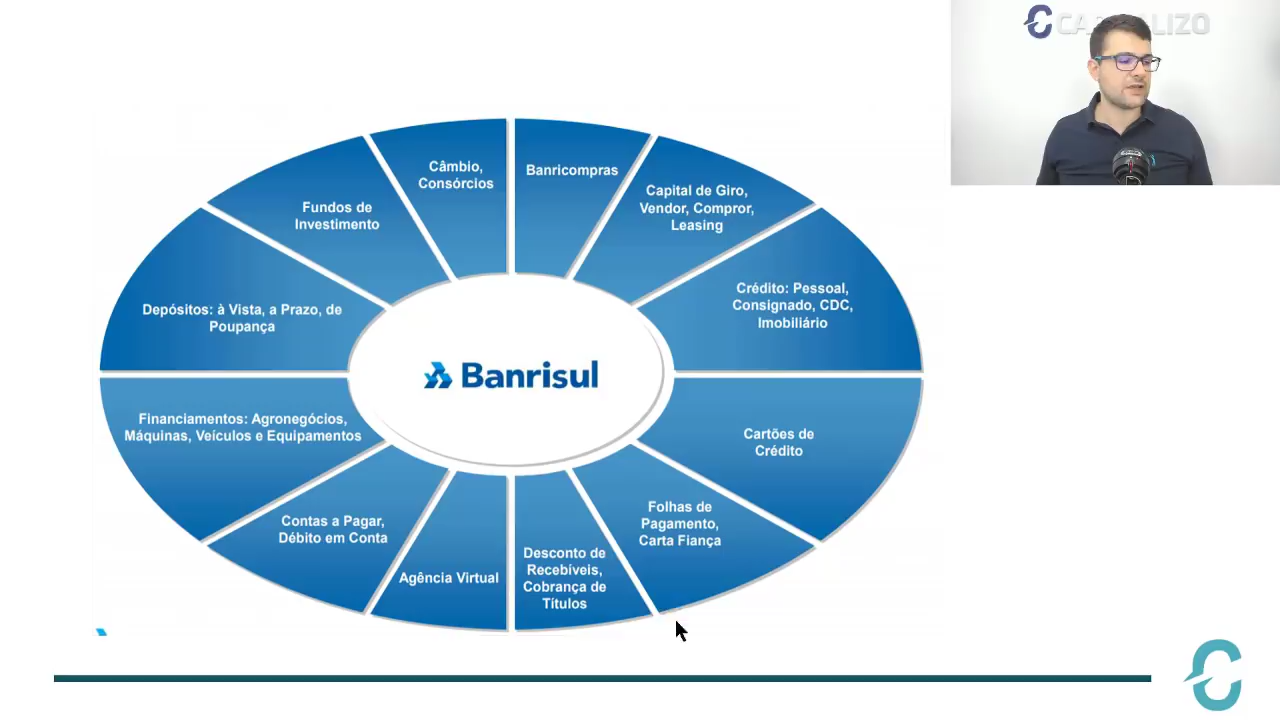 Câmbio,
Consórcios
Banricompras
Capital de Giro,
Vendor, Compror,
Leasing
Fundos de
Investimento
Crédito: Pessoal,
Consignado, CDC,
Imobiliário
Depósitos: à Vista, a Prazo, de
Poupança
Banrisul
Financiamentos: Agronegócios,
Máquinas, Veículos e Equipamentos
Cartões de
Crédito
Contas a Pagar,
Débito em Conta
Folhas de
Pagamento,
Carta Fiança
Agência Virtual
Desconto de
Recebíveis,
Cobrança de
Títulos